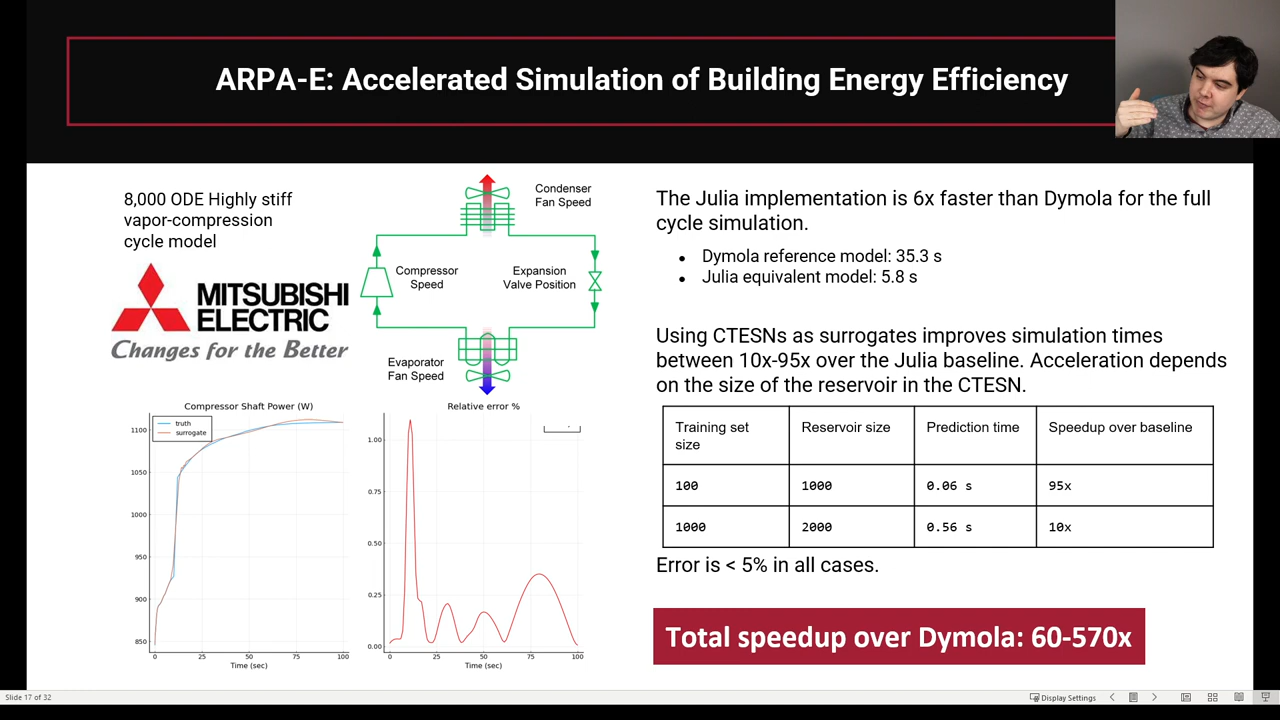 ARPA-E: Accelerated Simulation of Building Energy Efficiency
8,000 ODE Highly stiff
vapor-compression
cycle model
MITSUBISHI
ELECTRIC
Changes for the Better
Condenser
Fan Speed
Compressor
Speed
Expansion
Valve Position
Evaporator
Fan Speed
Compressor Shaft Power (W)
truth
surrogate
1100
1050
1000
950
900
850
0 25 50 75 100
Time (sec)
Relative error %
1.00
0.75
0.50
0.25
0.00
0 25 50 75 100
Time (sec)
The Julia implementation is 6x faster than Dymola for the full
cycle simulation.
• Dymola reference model: 35.3 s
• Julia equivalent model: 5.8 s
Using CTESNs as surrogates improves simulation times
between 10x-95x over the Julia baseline. Acceleration depends
on the size of the reservoir in the CTESN.
Training set
size
Reservoir size
Prediction time
Speedup over baseline
100 1000 0.06 s 95x
1000 2000 0.56 s 10x
Error is < 5% in all cases.
Total speedup over Dymola: 60-570x
Slide 17 of 32
Display Settings